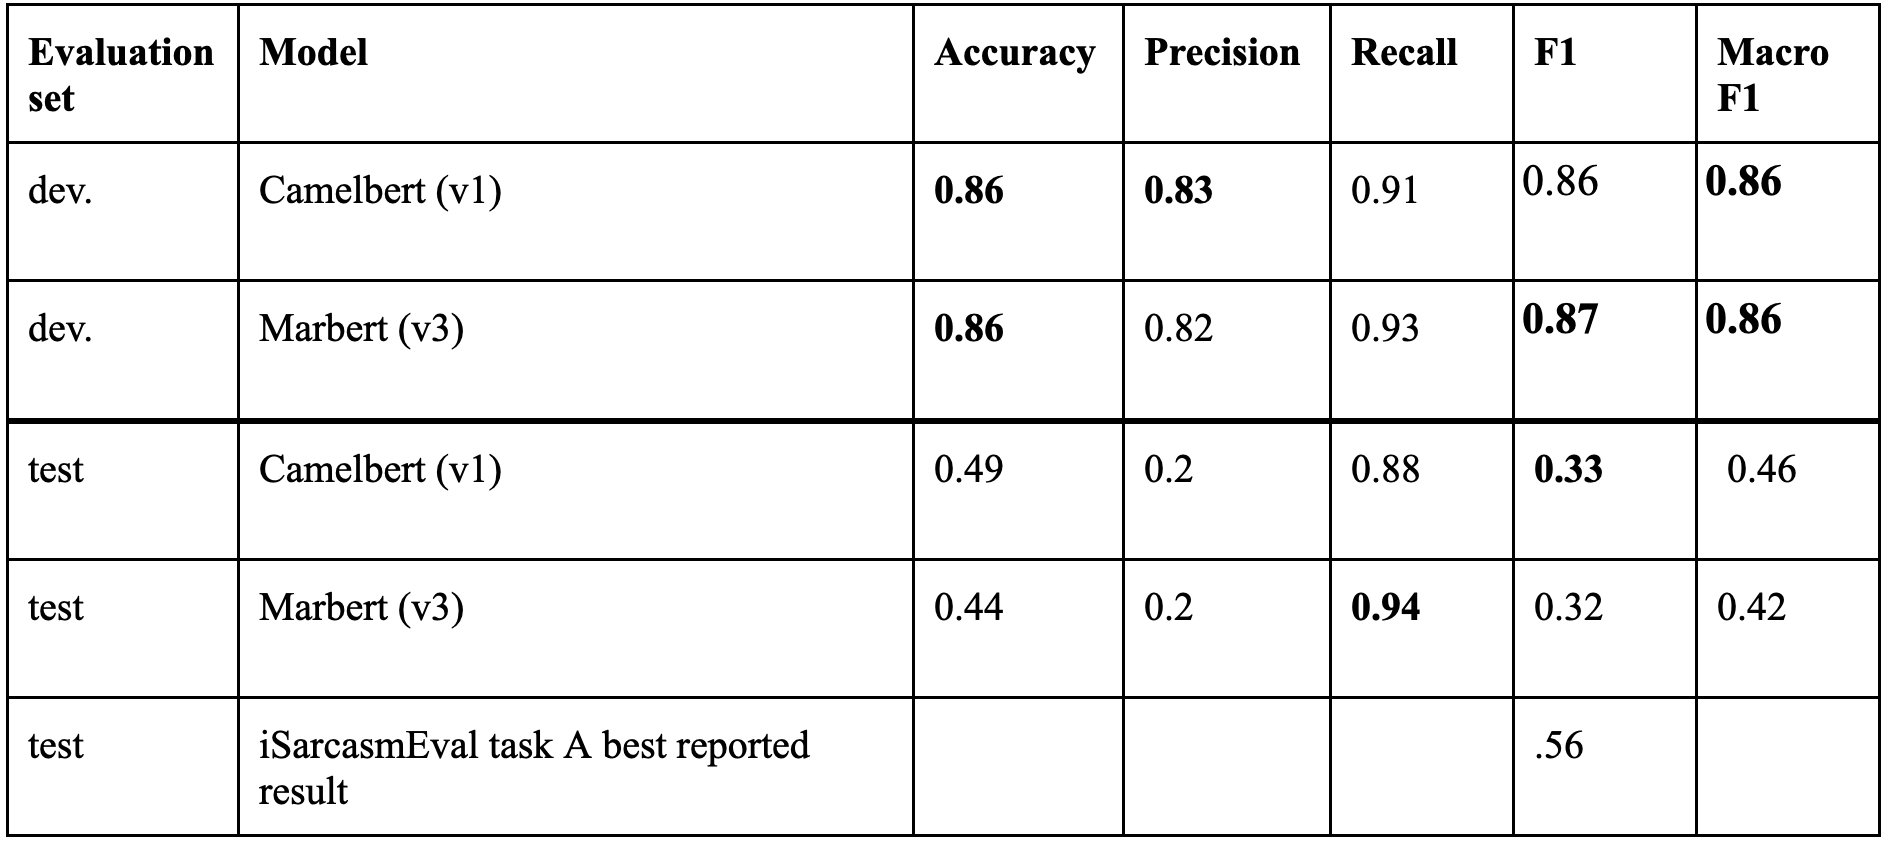 Evaluation set Model Accuracy Precision Recall F1 Macro F1
dev. Camelbert (v1) 0.86 0.83 0.91 0.86 0.86
dev. Marbert (v3) 0.86 0.82 0.93 0.87 0.86
test Camelbert (v1) 0.49 0.2 0.88 0.33 0.46
test Marbert (v3) 0.44 0.2 0.94 0.32 0.42
test iSarcasmEval task A best reported result .56